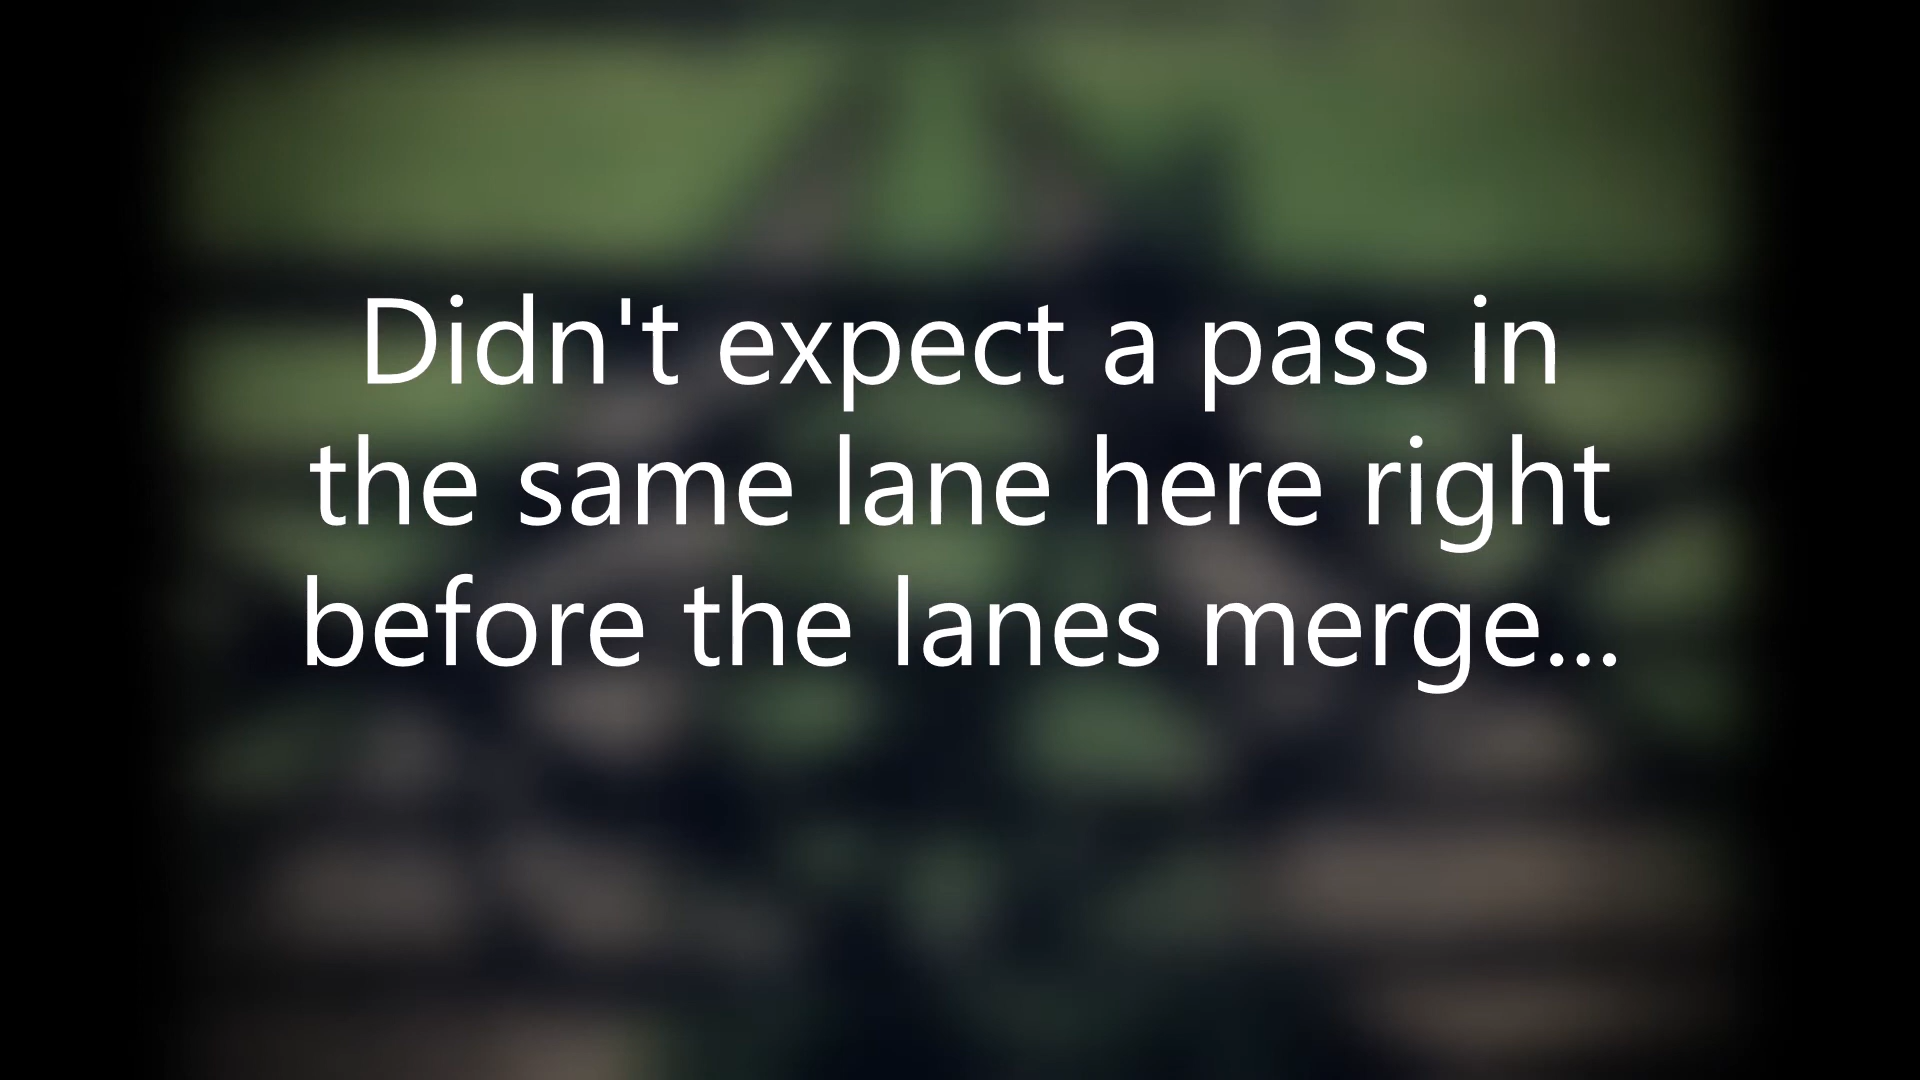 Didn't expect a pass in
the same lane here right
before the lanes merge...